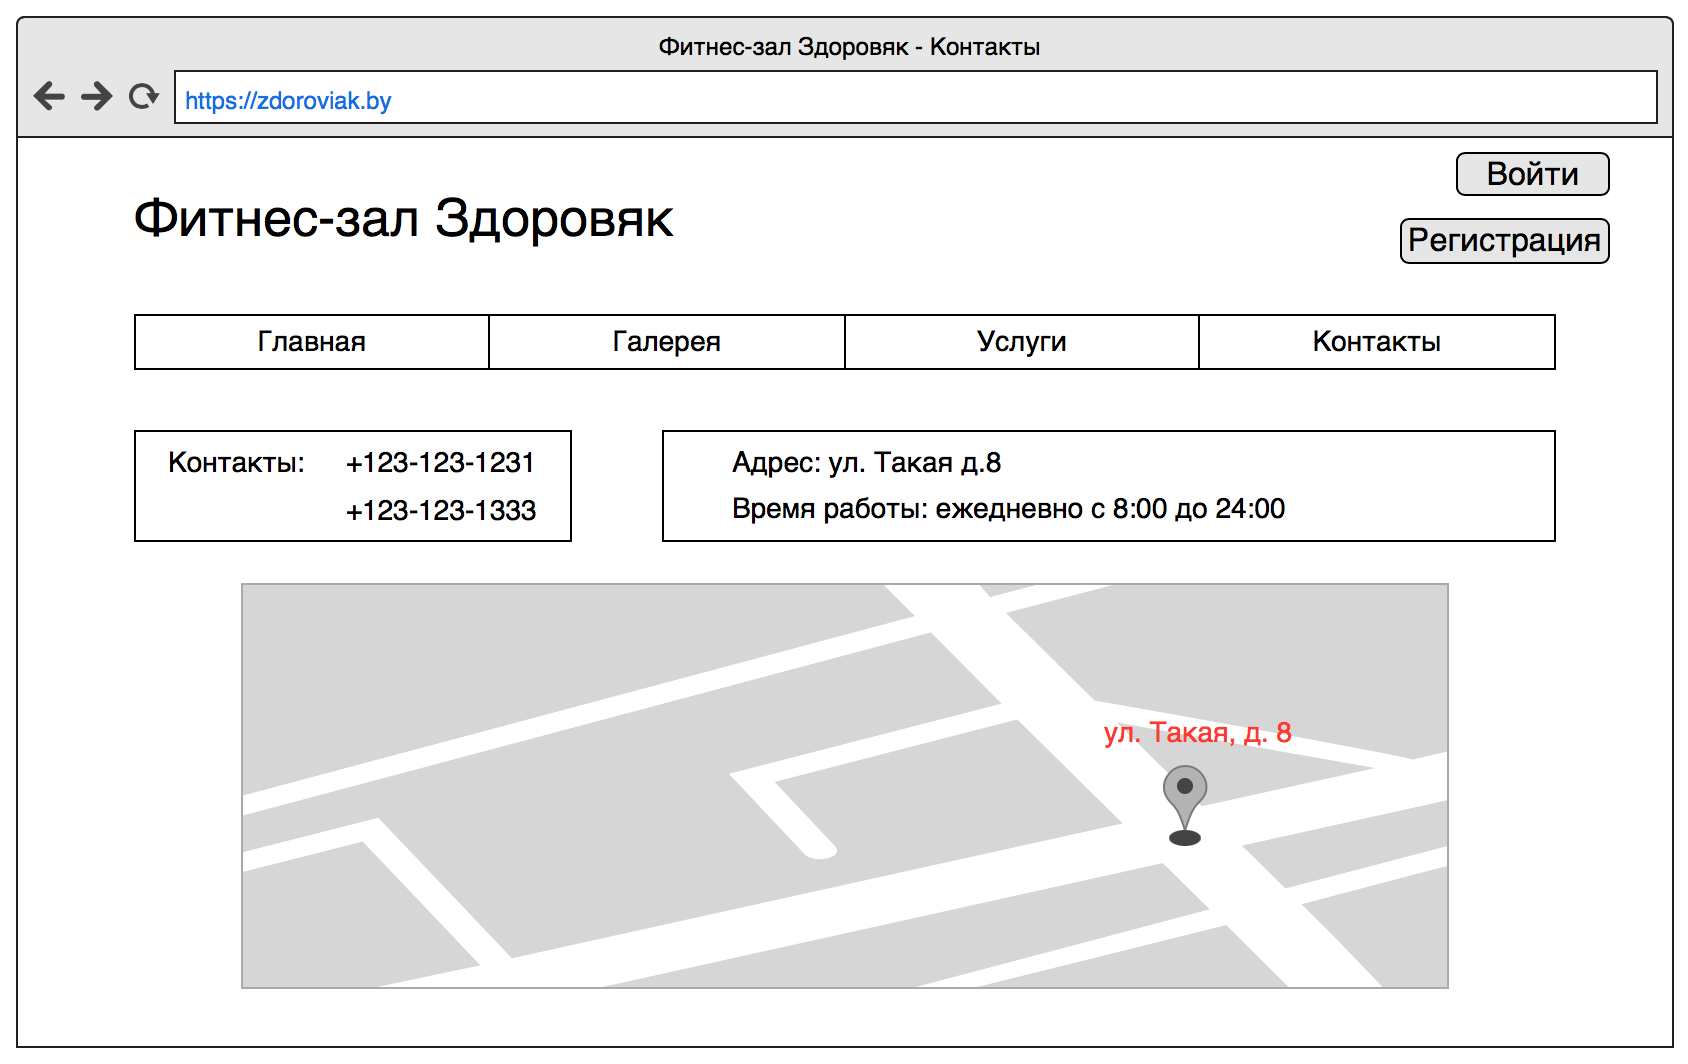 Фитнес-зал Здоровяк - Контакты
https://zdoroviak.by
Войти
Фитнес-зал Здоровяк
Регистрация
Главная Галерея Услуги Контакты
Контакты: +123-123-1231
+123-123-1333
Адрес: ул. Такая д.8
Время работы: ежедневно с 8:00 до 24:00
ул. Такая, д. 8